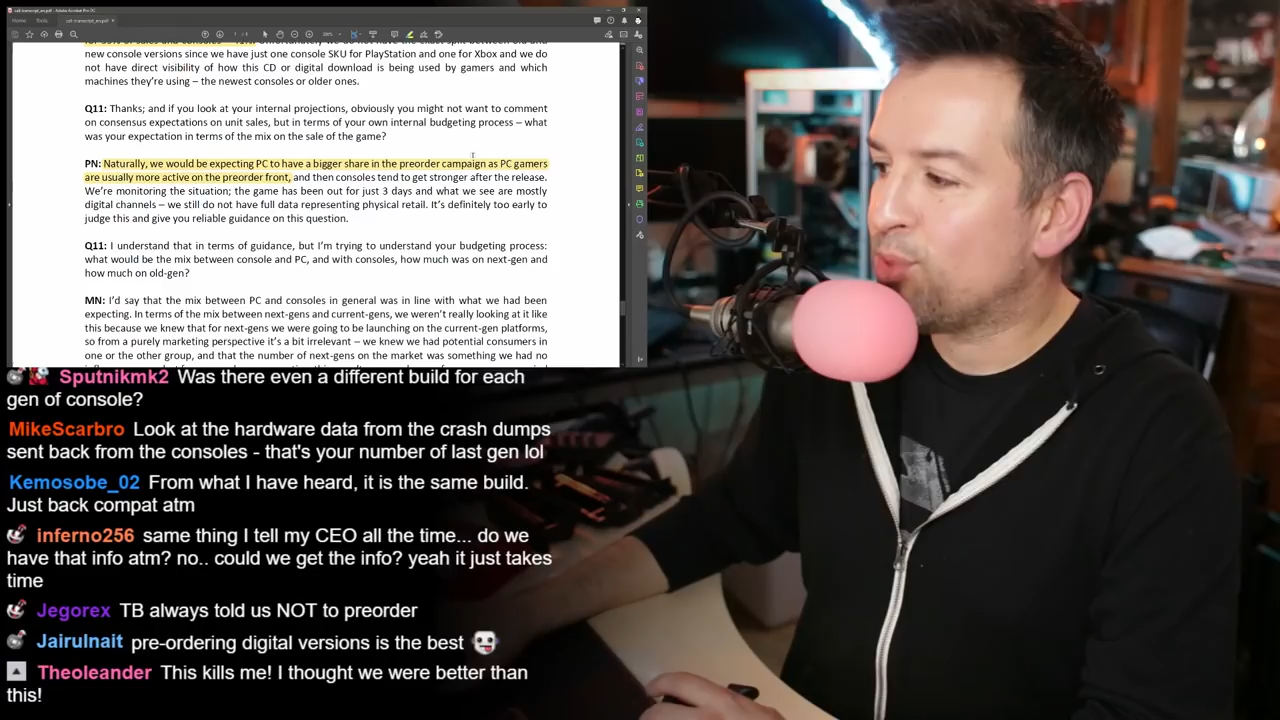 Home Tools
new console versions since we have just one console SKU for PlayStation and one for Xbox and we do
not have direct visibility of how this CD or digital download is being used by gamers and which
machines they're using – the newest consoles or older ones.
Q11: Thanks; and if you look at your internal projections, obviously you might not want to comment
on consensus expectations on unit sales, but in terms of your own internal budgeting process – what
was your expectation in terms of the mix on the sale of the game?
PN: Naturally, we would be expecting PC to have a bigger share in the preorder campaign as PC gamers
are usually more active on the preorder front, and then consoles tend to get stronger after the release.
We're monitoring the situation; the game has been out for just 3 days and what we see are mostly
digital channels – we still do not have full data representing physical retail. It's definitely too early to
judge this and give you reliable guidance on this question.
Q11: I understand that in terms of guidance, but I'm trying to understand your budgeting process:
what would be the mix between console and PC, and with consoles, how much was on next-gen and
how much on old-gen?
MN: I'd say that the mix between PC and consoles in general was in line with what we had been
expecting. In terms of the mix between next-gens and current-gens, we weren't really looking at it like
this because we knew that for next-gens we were going to be launching on the current-gen platforms,
so from a purely marketing perspective it's a bit irrelevant – we knew we had potential consumers in
one or the other group, and that the number of next-gens on the market was something we had no
Sputnikmk2 Was there even a different build for each
gen of console?
MikeScarbro Look at the hardware data from the crash dumps
sent back from the consoles - that's your number of last gen lol
Kemosobe_02 From what I have heard, it is the same build.
Just back compat atm
inferno256 same thing I tell my CEO all the time... do we
have that info atm? no.. could we get the info? yeah it just takes
time
Jegorex TB always told us NOT to preorder
Jairulnait pre-ordering digital versions is the best
Theoleander This kills me! I thought we were better than
this!